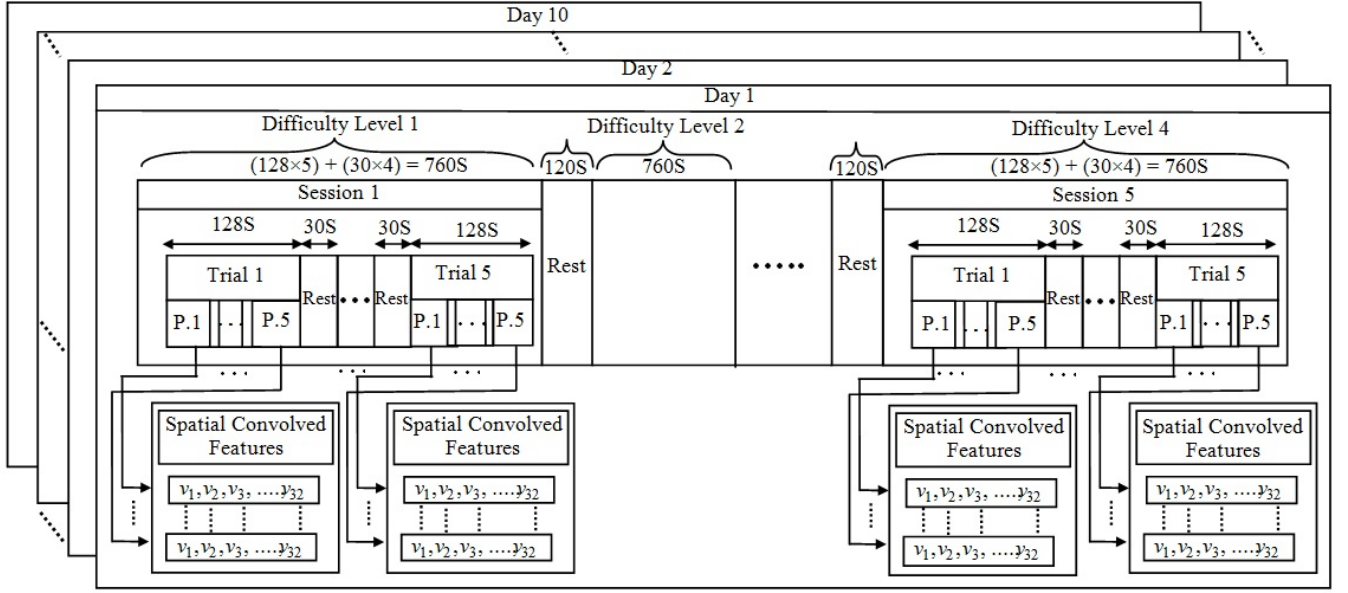 Day 10
Day 2
Day 1
Difficulty Level 1 Difficulty Level 2 Difficulty Level 4
(128×5) + (30×4) = 760S 120S 760S 120S (128×5) + (30×4) = 760S
Session 1 Session 5
128S 30S 30S 128S 128S 30S 30S 128S
Trial 1 Rest ... Rest Trial 5 Rest ..... Rest Trial 1 Rest ... Rest Trial 5
P.1 ... P.5 P.1 ... P.5 P.1 ... P.5 P.1 ... P.5
Spatial Convolved Features
Spatial Convolved Features
Spatial Convolved Features
Spatial Convolved Features
v1,v2,v3, ....v32 v1,v2,v3, ....v32 v1,v2,v3, ....v32 v1,v2,v3, ....v32
v1,v2,v3, ....v32 v1,v2,v3, ....v32 v1,v2,v3, ....v32 v1,v2,v3, ....v32